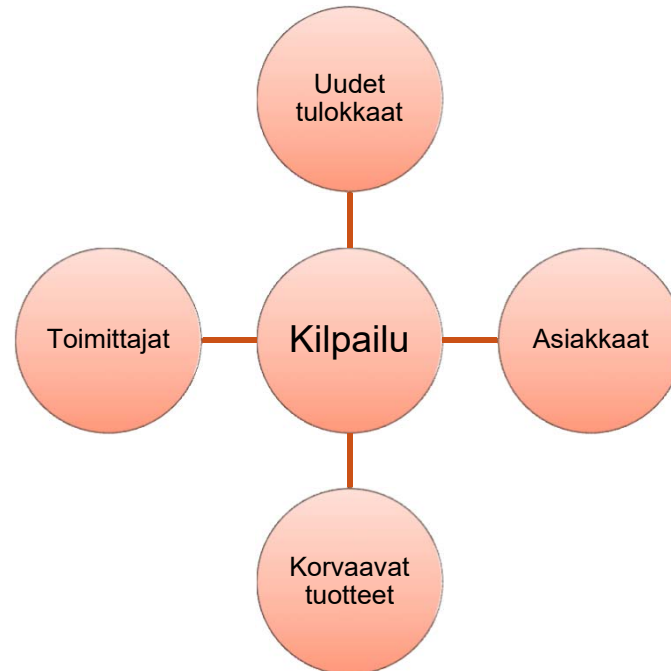 Uudet
tulokkaat
Toimittajat
Kilpailu
Asiakkaat
Korvaavat
tuotteet